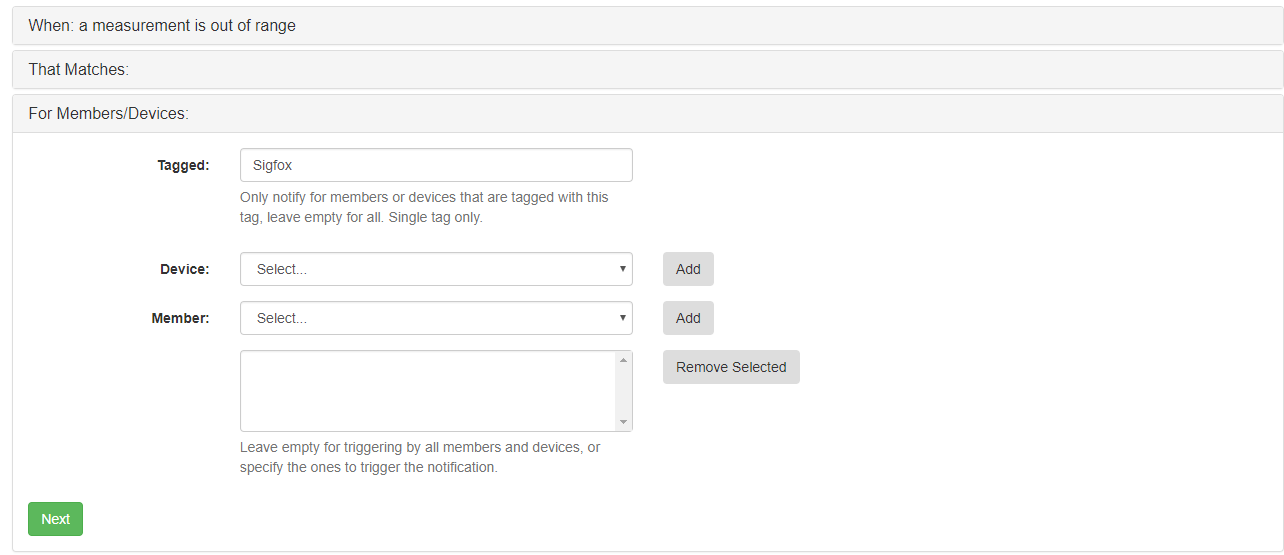 When: a measurement is out of range
That Matches:
For Members/Devices:
Tagged:
Sigfox
Only notify for members or devices that are tagged with this
tag, leave empty for all. Single tag only.
Device:
Select...
Add
Member:
Select...
Add
Remove Selected
Leave empty for triggering by all members and devices, or
specify the ones to trigger the notification.
Next